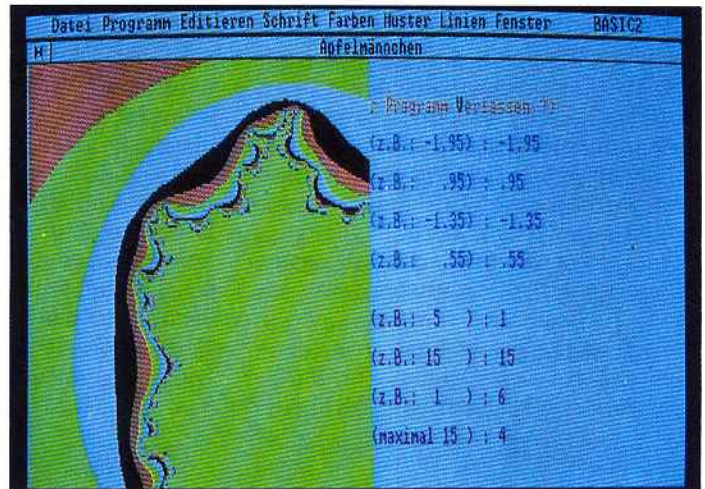 Datei Programm Editieren Schrift Farben Muster Linien Fenster BASIC2
Apfelmännchen
: Programm Verlassen *)
(z.B.: -1.95) : -1.95
(z.B.: .95) : .95
(z.B.: -1.35) : -1.35
(z.B.: .55) : .55
(z.B.: 5 ) : 1
(z.B.: 15 ) : 15
(z.B.: 1 ) : 6
(maximal 15 ) : 4